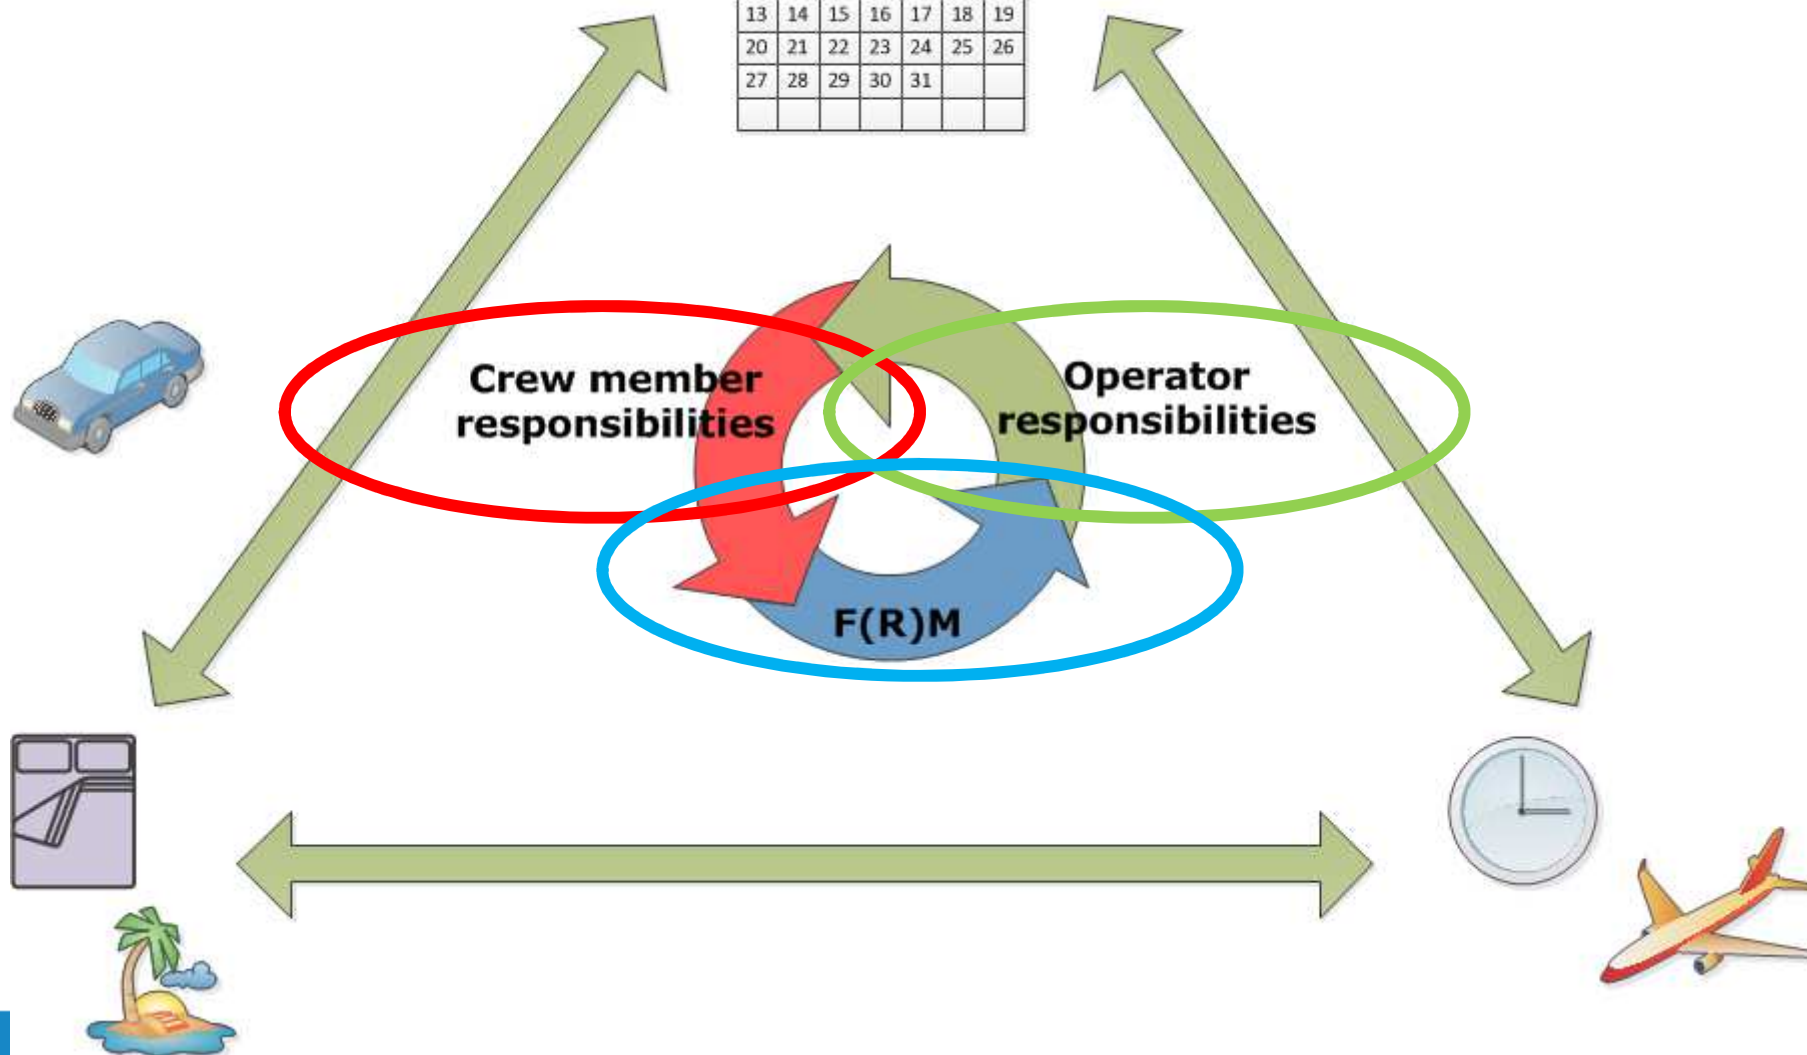 13 14 15 16 17 18 19
20 21 22 23 24 25 26
27 28 29 30 31
Crew member
responsibilities
Operator
responsibilities
F(R)M